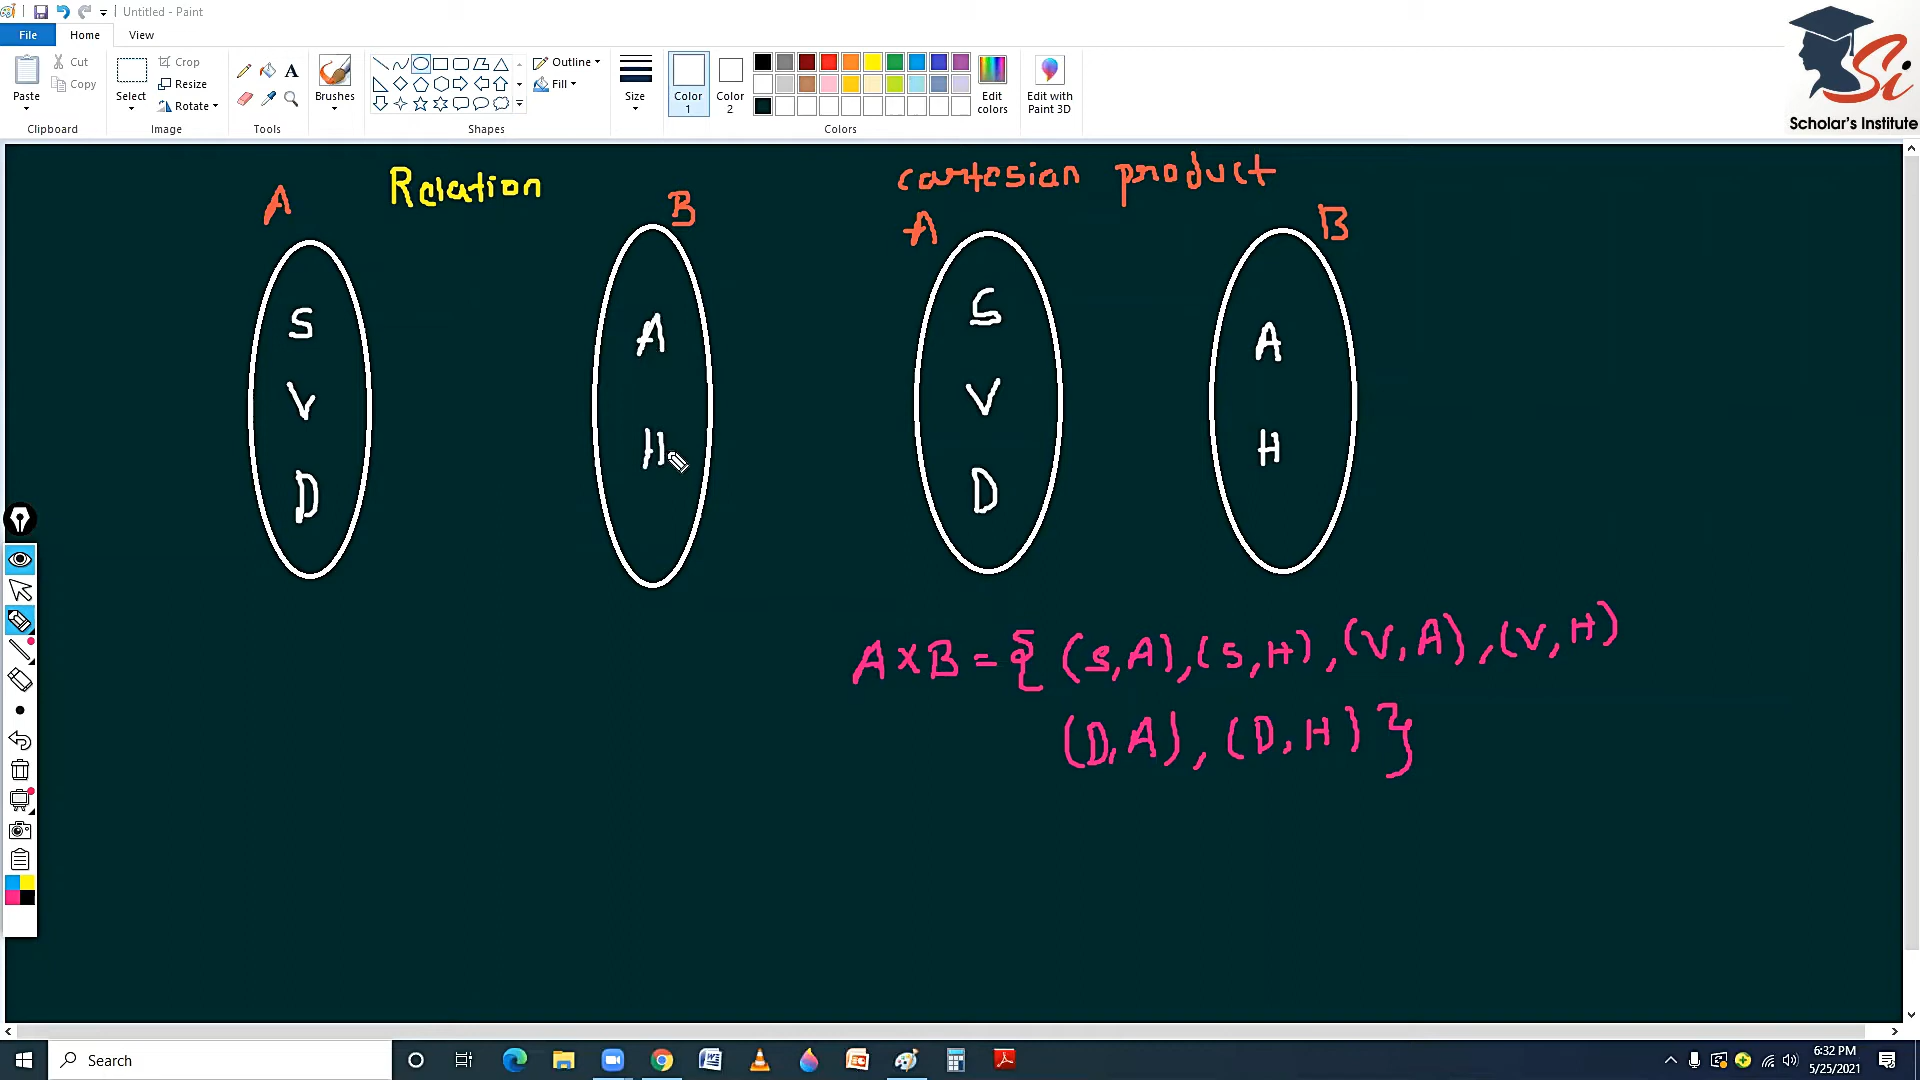 Untitled - Paint
File
Home
View
Paste
Cut
Copy
Clipboard
Select
Crop
Resize
Rotate
Image
A
Tools
Brushes
Shapes
Outline
Fill
Size
Color 1
Color 2
Colors
Edit colors
Edit with Paint 3D
Si
Scholar's Institute
Relation
cartesian product
A
B
A
B
S
V
D
A
H
S
V
D
A
H
A×B = { (S,A),(S,H),(V,A),(V,H)
(D,A),(D,H) }
Search
6:32 PM
5/25/2021